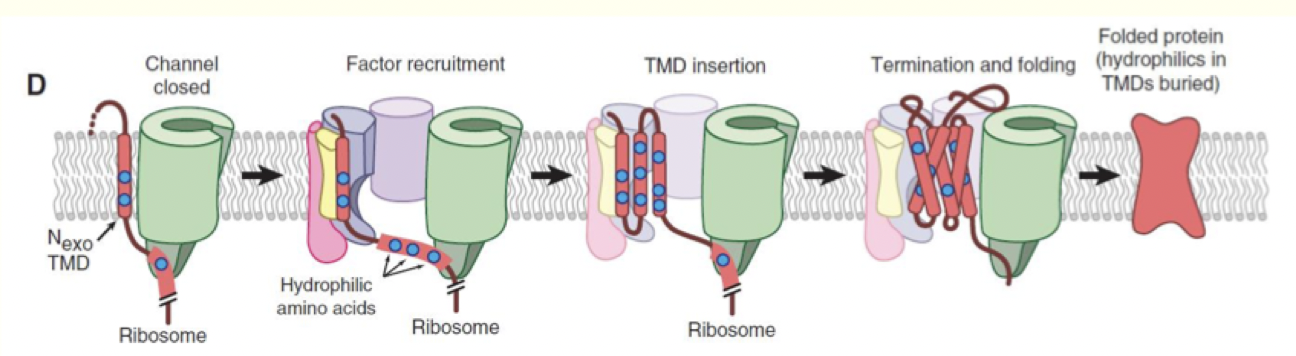 D
Channel
closed
Factor recruitment
TMD insertion
Termination and folding
Folded protein
(hydrophilics in
TMDs buried)
Nexo
TMD
Hydrophilic
amino acids
Ribosome
Ribosome
Ribosome